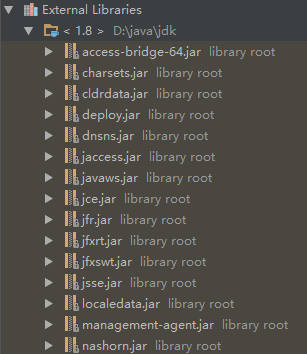 External Libraries
< 1.8 > D:\java\jdk
access-bridge-64.jar library root
charsets.jar library root
cldrdata.jar library root
deploy.jar library root
dnsns.jar library root
jaccess.jar library root
javaws.jar library root
jce.jar library root
jfr.jar library root
jfxrt.jar library root
jfxswt.jar library root
jsse.jar library root
localedata.jar library root
management-agent.jar library root
nashorn.jar library root